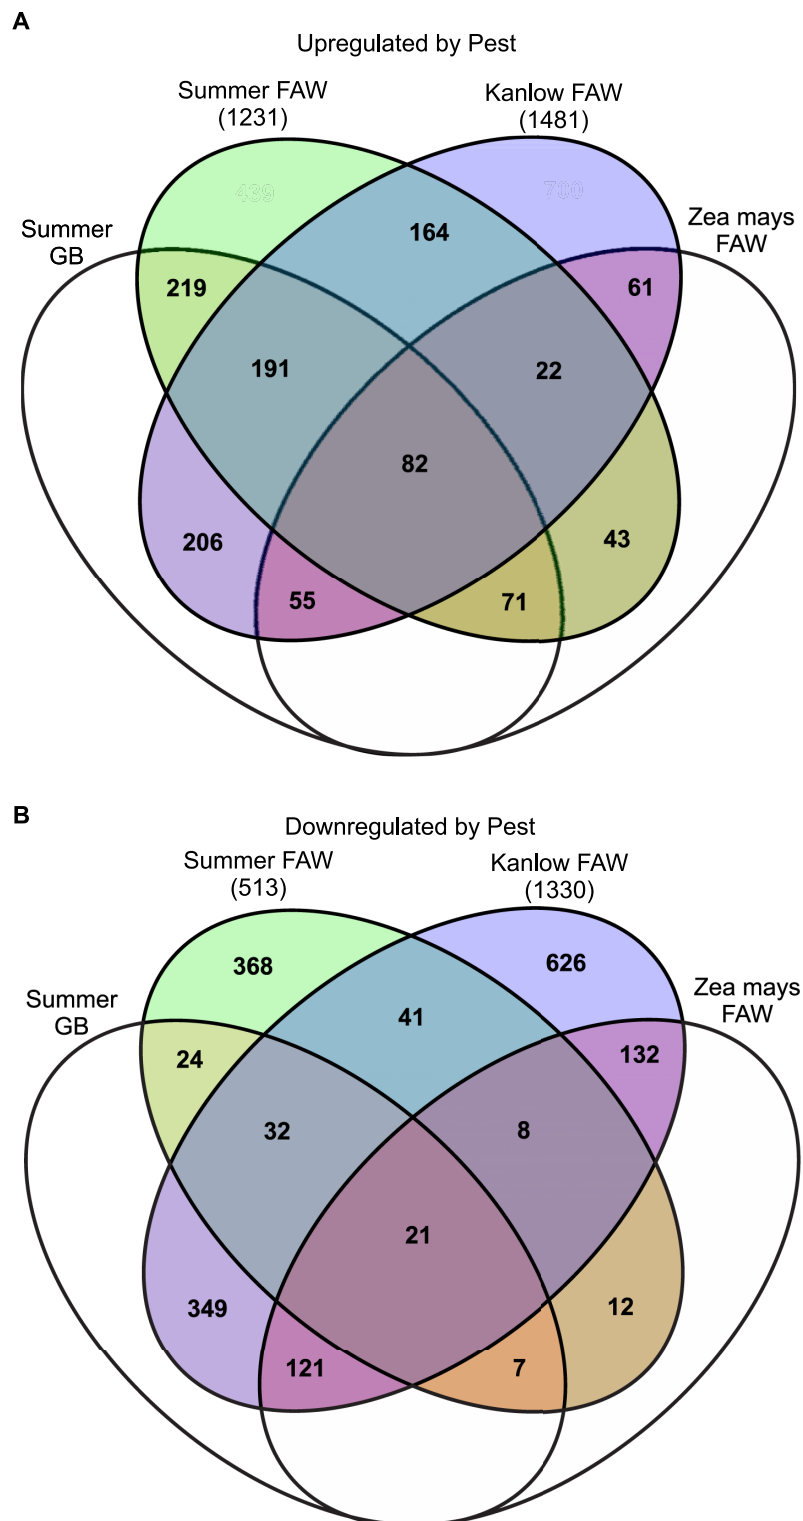 A
Upregulated by Pest
Summer FAW
(1231)
Kanlow FAW
(1481)
Summer
GB
Zea mays
FAW
439
700
164
219
61
191
22
82
206
43
55
71
B
Downregulated by Pest
Summer FAW
(513)
Kanlow FAW
(1330)
Summer
GB
Zea mays
FAW
368
626
41
24
132
32
8
21
349
12
121
7